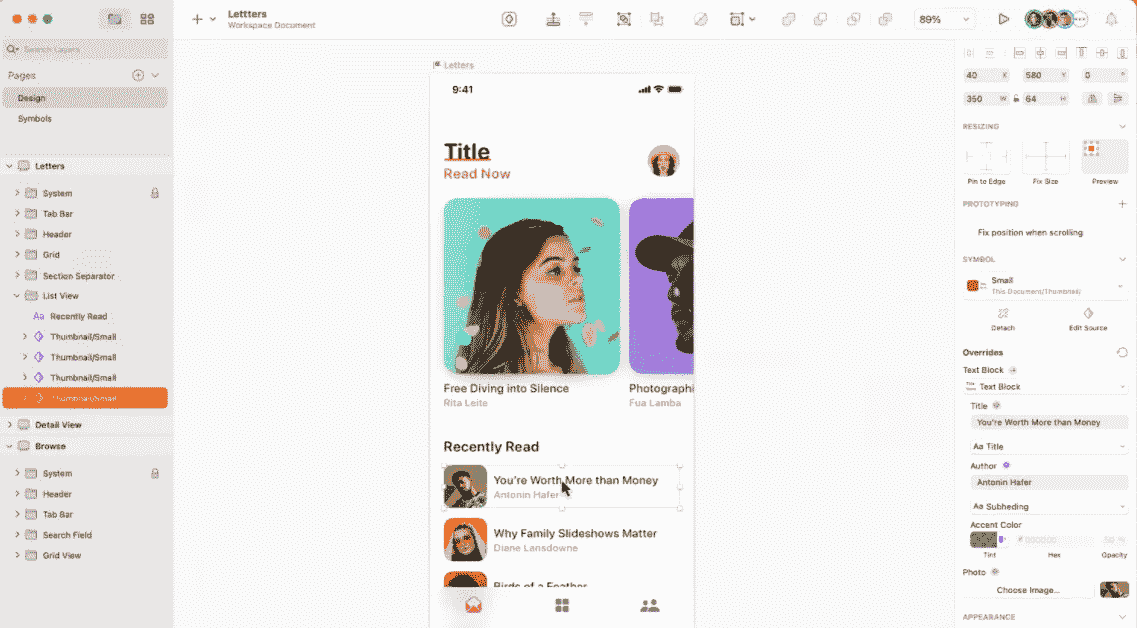 Lettters
Workspace Document
89%
Search Layers
Pages
Design
Symbols
Letters
System
Tab Bar
Header
Grid
Section Separator
List View
Aa Recently Read
Thumbnail/Small
Thumbnail/Small
Thumbnail/Small
Thumbnail/Small
Detail View
Browse
System
Header
Tab Bar
Search Field
Grid View
Letters
9:41
Title
Read Now
Free Diving into Silence
Rita Leite
Photographi
Fua Lamba
Recently Read
You're Worth More than Money
Antonin Hafer
Why Family Slideshows Matter
Diane Lansdowne
Birds of a Feather
40 X 580 Y 0 °
350 W 64 H
RESIZING
Pin to Edge Fix Size Preview
PROTOTYPING
Fix position when scrolling
SYMBOL
Small
This Document/Thumbnail/
Detach Edit Source
Overrides
Text Block
Text Block
Title
You're Worth More than Money
Aa Title
Author
Antonin Hafer
Aa Subheding
Accent Color
Tint Hex Opacity
Photo
Choose Image...
APPEARANCE